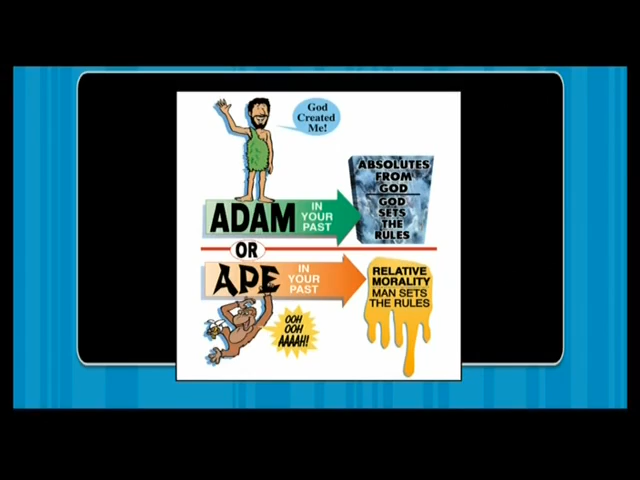 God
Created
Me!
ADAM
IN
YOUR
PAST
ABSOLUTES
FROM
GOD
GOD
SETS
THE
RULES
OR
APE
IN
YOUR
PAST
RELATIVE
MORALITY
MAN SETS
THE RULES
OOH
OOH
AAAAH!